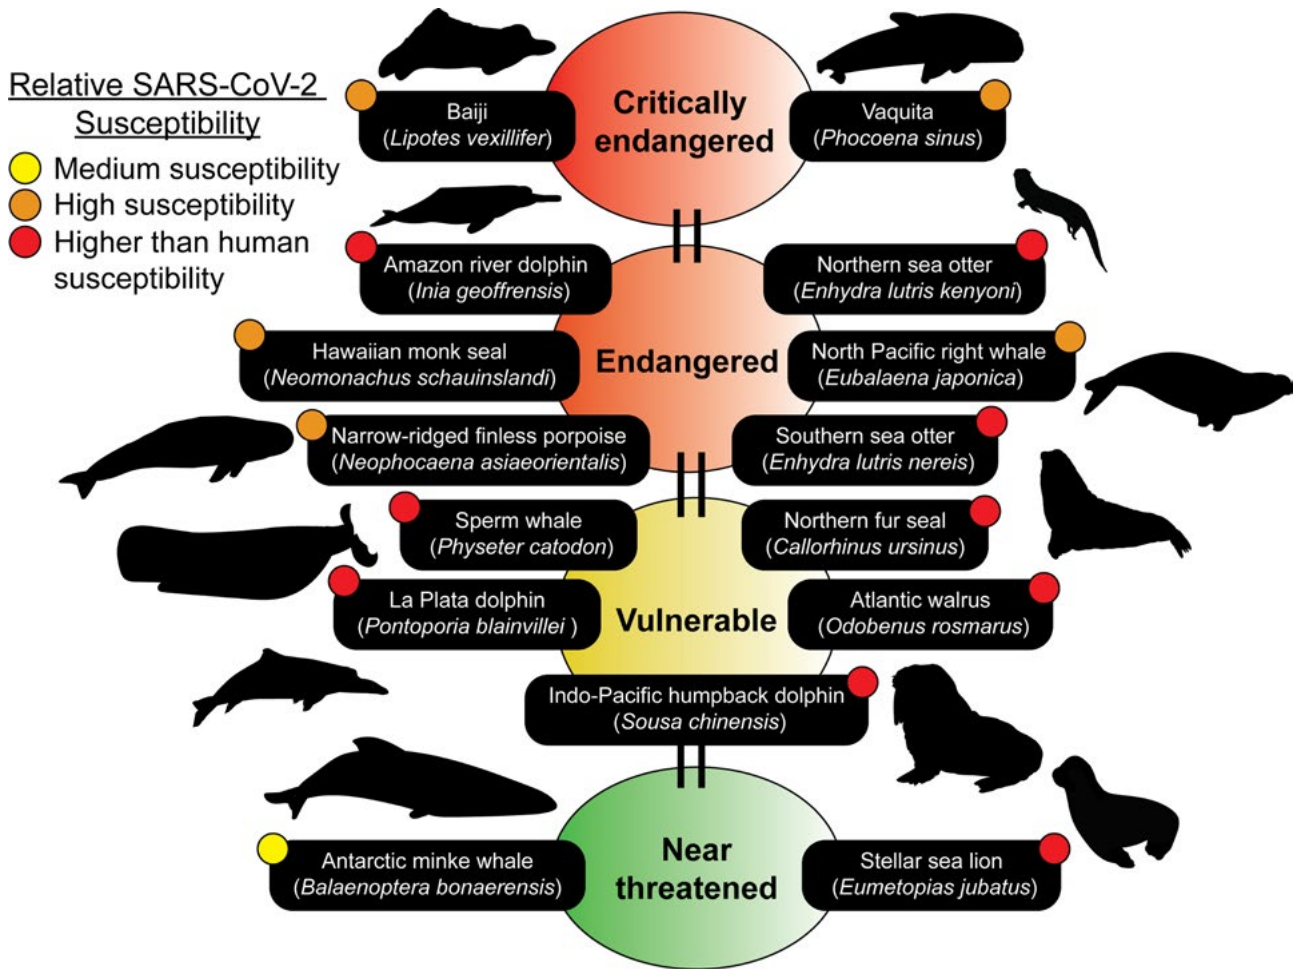 Relative SARS-CoV-2
Susceptibility
Medium susceptibility
High susceptibility
Higher than human
susceptibility
Critically
endangered
Baiji
(Lipotes vexillifer)
Vaquita
(Phocoena sinus)
Endangered
Amazon river dolphin
(Inia geoffrensis)
Northern sea otter
(Enhydra lutris kenyoni)
Hawaiian monk seal
(Neomonachus schauinslandi)
North Pacific right whale
(Eubalaena japonica)
Narrow-ridged finless porpoise
(Neophocaena asiaeorientalis)
Southern sea otter
(Enhydra lutris nereis)
Vulnerable
Sperm whale
(Physeter catodon)
Northern fur seal
(Callorhinus ursinus)
La Plata dolphin
(Pontoporia blainvillei )
Atlantic walrus
(Odobenus rosmarus)
Indo-Pacific humpback dolphin
(Sousa chinensis)
Near
threatened
Antarctic minke whale
(Balaenoptera bonaerensis)
Stellar sea lion
(Eumetopias jubatus)